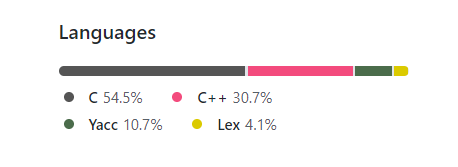 Languages
C 54.5% C++ 30.7%
Yacc 10.7% Lex 4.1%